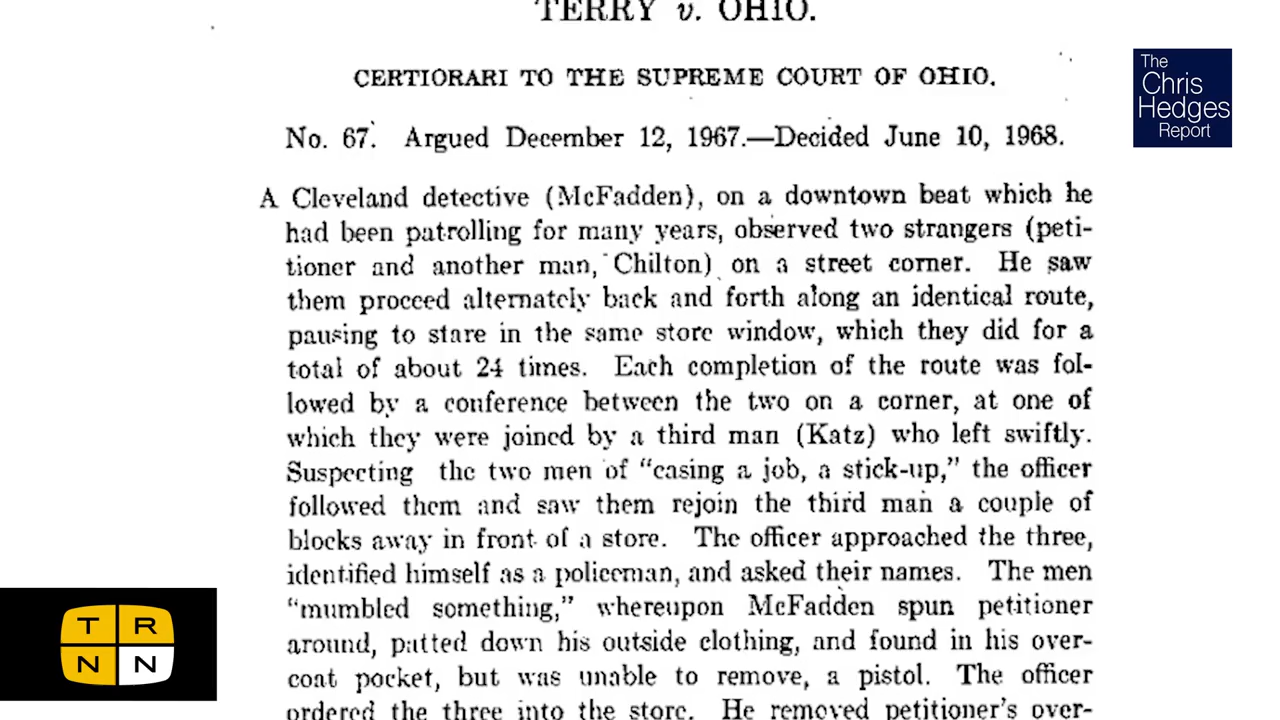 TERRY v. OHIO.
CERTIORARI TO THE SUPREME COURT OF OHIO.
No. 67. Argued December 12, 1967.—Decided June 10, 1968.
A Cleveland detective (McFadden), on a downtown beat which he
had been patrolling for many years, observed two strangers (peti-
tioner and another man, Chilton) on a street corner. He saw
them proceed alternately back and forth along an identical route,
pausing to stare in the same store window, which they did for a
total of about 24 times. Each completion of the route was fol-
lowed by a conference between the two on a corner, at one of
which they were joined by a third man (Katz) who left swiftly.
Suspecting the two men of “casing a job, a stick-up,” the officer
followed them and saw them rejoin the third man a couple of
blocks away in front of a store. The officer approached the three,
identified himself as a policeman, and asked their names. The men
“mumbled something,” whereupon McFadden spun petitioner
around, patted down his outside clothing, and found in his over-
coat pocket, but was unable to remove, a pistol. The officer
ordered the three into the store. He removed petitioner's over-
The
Chris
Hedges
Report
T R
N N